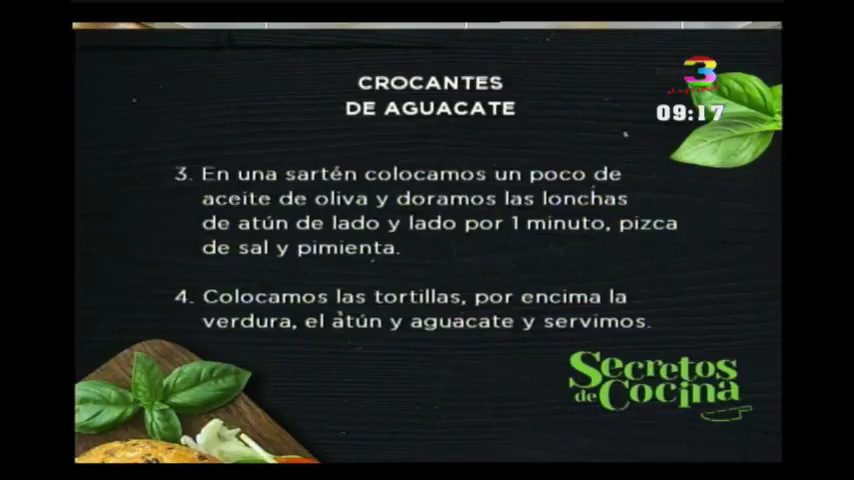 CROCANTES
DE AGUACATE
3
09:17
3. En una sartén colocamos un poco de
aceite de oliva y doramos las lonchas
de atún de lado y lado por 1 minuto, pizca
de sal y pimienta.
4. Colocamos las tortillas, por encima la
verdura, el atún y aguacate y servimos.
Secretos
de Cocina